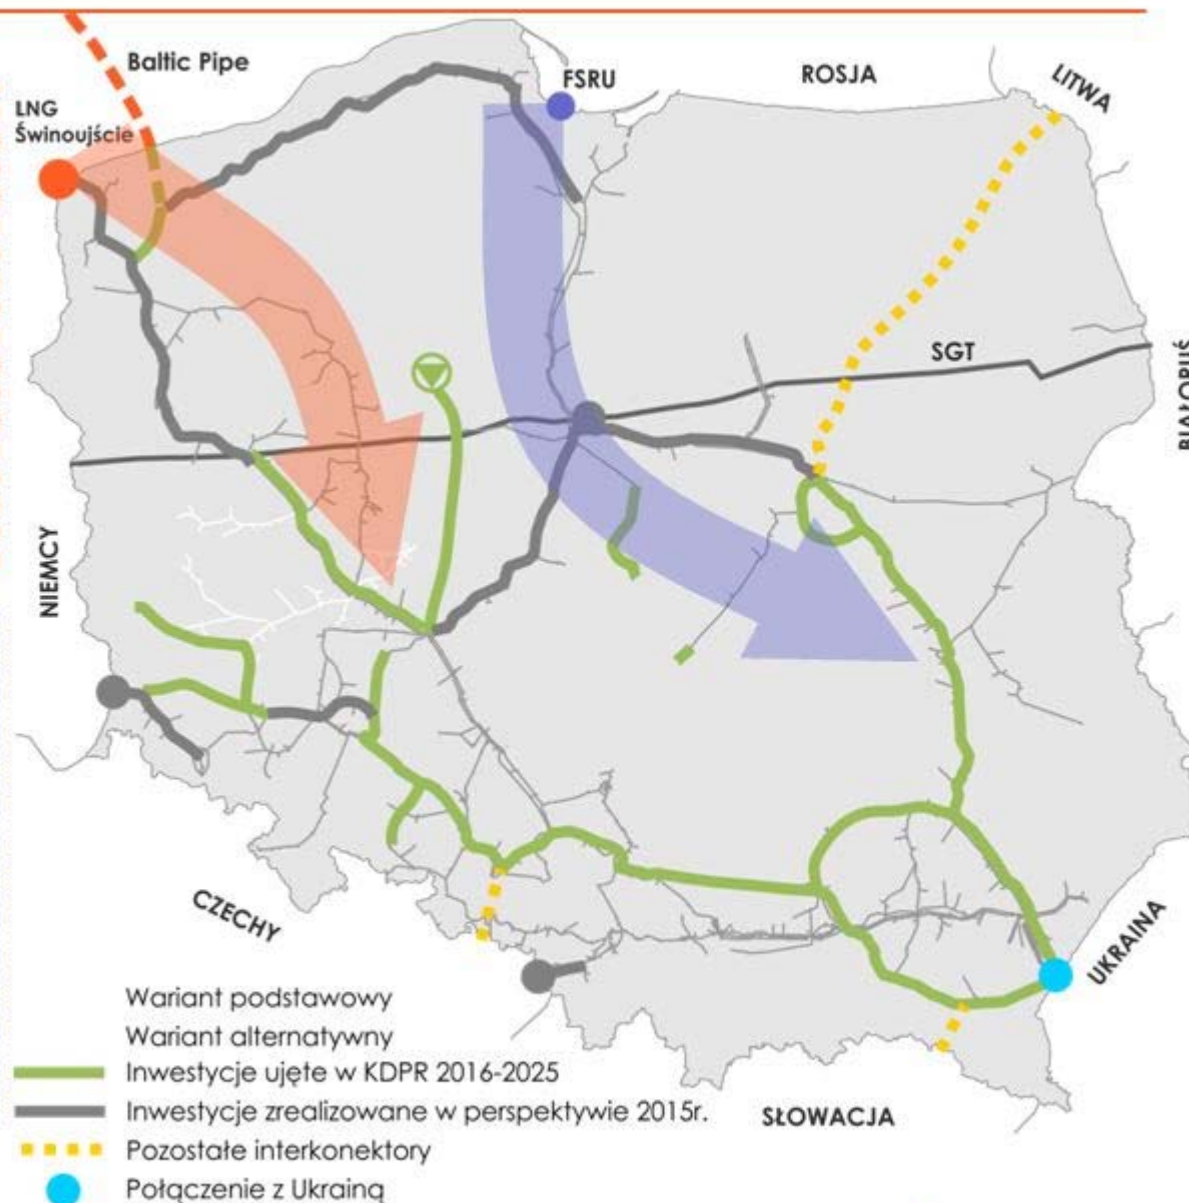 Baltic Pipe
FSRU
ROSJA
LITWA
LNG
Świnoujście
SGT
BIAŁORUŚ
NIEMCY
CZECHY
UKRAINA
SŁOWACJA
Wariant podstawowy
Wariant alternatywny
Inwestycje ujęte w KDPR 2016-2025
Inwestycje zrealizowane w perspektywie 2015r.
Pozostałe interkonektory
Połączenie z Ukrainą